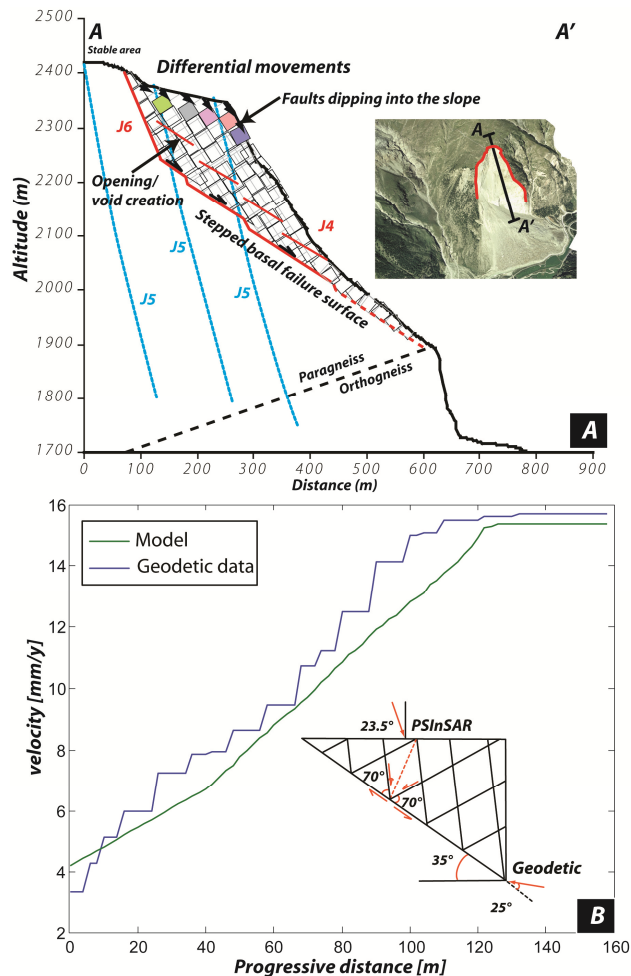 A
A'
Stable area
2500
2400
2300
2200
2100
2000
1900
1800
1700
Altitude (m)
Differential movements
Faults dipping into the slope
J6
Opening/
void creation
J4
J5
J5
J5
Stepped basal failure surface
Paragneiss
Orthogneiss
A
A'
A
0
100
200
300
400
500
600
700
800
900
Distance (m)
16
14
12
10
8
6
4
2
velocity [mm/y]
Model
Geodetic data
23.5°
PSInSAR
70°
70°
35°
Geodetic
25°
B
0
20
40
60
80
100
120
140
160
Progressive distance [m]